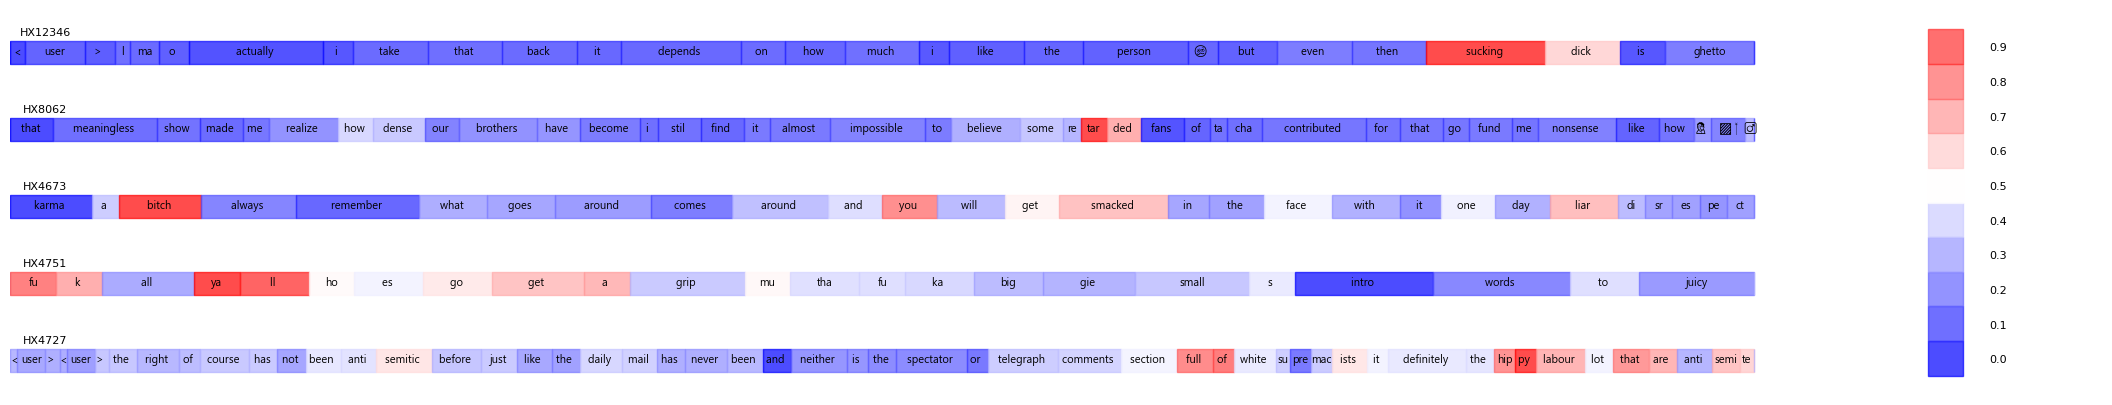 HX12346
< user > l ma o actually i take that back it depends on how much i like the person 😅 but even then sucking dick is ghetto
HX8062
that meaningless show made me realize how dense our brothers have become i stil find it almost impossible to believe some re tar ded fans of ta cha contributed for that go fund me nonsense like how
HX4673
karma a bitch always remember what goes around comes around and you will get smacked in the face with it one day liar di sr es pe ct
HX4751
fu k all ya ll ho es go get a grip mu tha fu ka big gie small s intro words to juicy
HX4727
< user > < user > the right of course has not been anti semitic before just like the daily mail has never been and neither is the spectator or telegraph comments section full of white su pre mac ists it definitely the hip py labour lot that are anti semi te
0.9
0.8
0.7
0.6
0.5
0.4
0.3
0.2
0.1
0.0